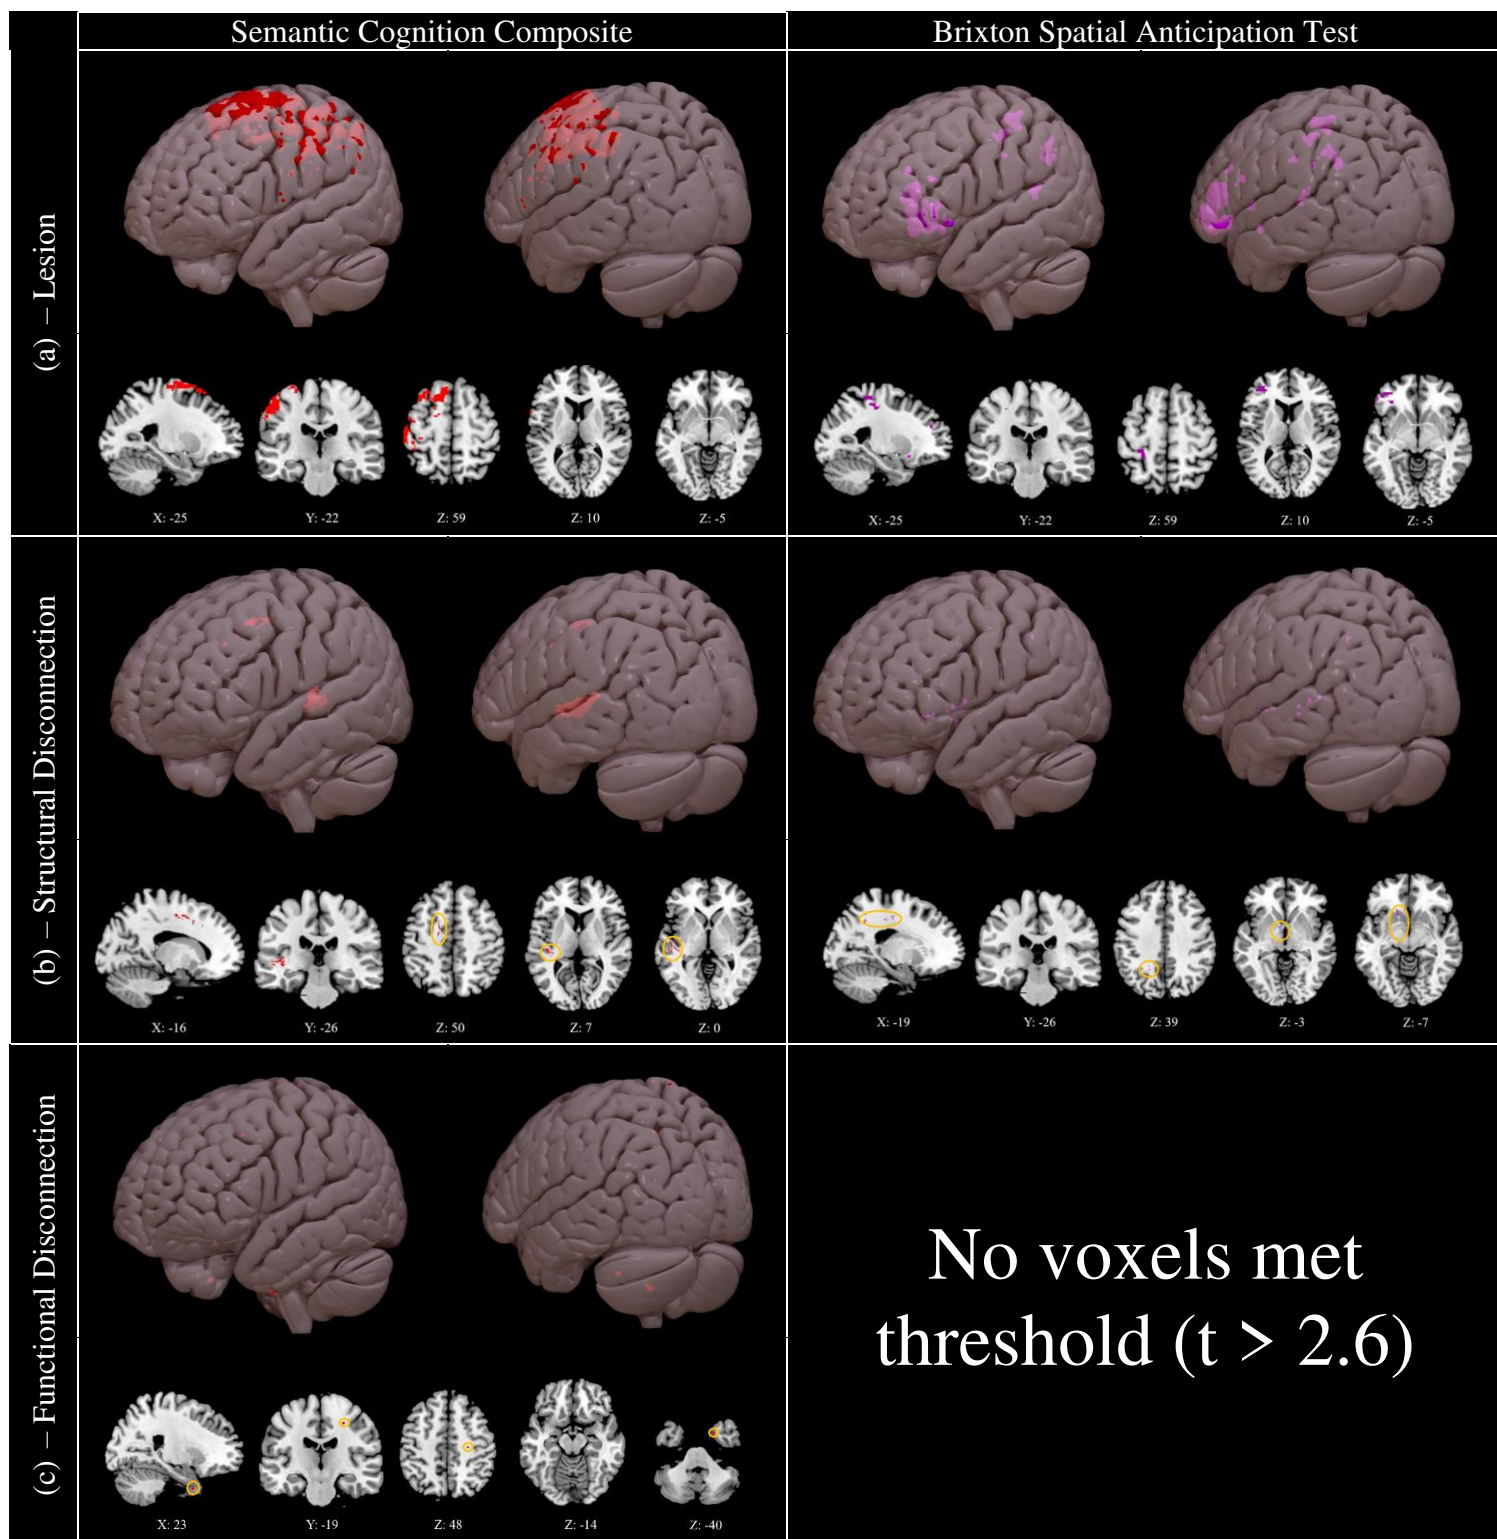 Semantic Cognition Composite
Brixton Spatial Anticipation Test
(a) – Lesion
X: -25
Y: -22
Z: 59
Z: 10
Z: -5
X: -25
Y: -22
Z: 59
Z: 10
Z: -5
(b) – Structural Disconnection
X: -16
Y: -26
Z: 50
Z: 7
Z: 0
X: -19
Y: -26
Z: 39
Z: -3
Z: -7
(c) – Functional Disconnection
X: 23
Y: -19
Z: 48
Z: -14
Z: -40
No voxels met
threshold (t > 2.6)